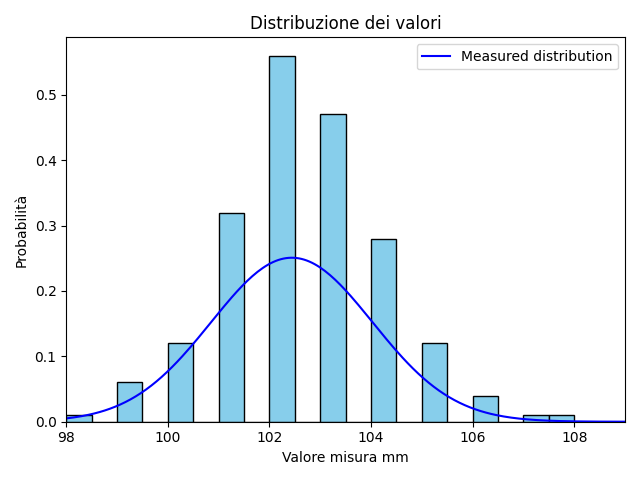 Distribuzione dei valori
Measured distribution
Probabilità
0.5
0.4
0.3
0.2
0.1
0.0
98 100 102 104 106 108
Valore misura mm